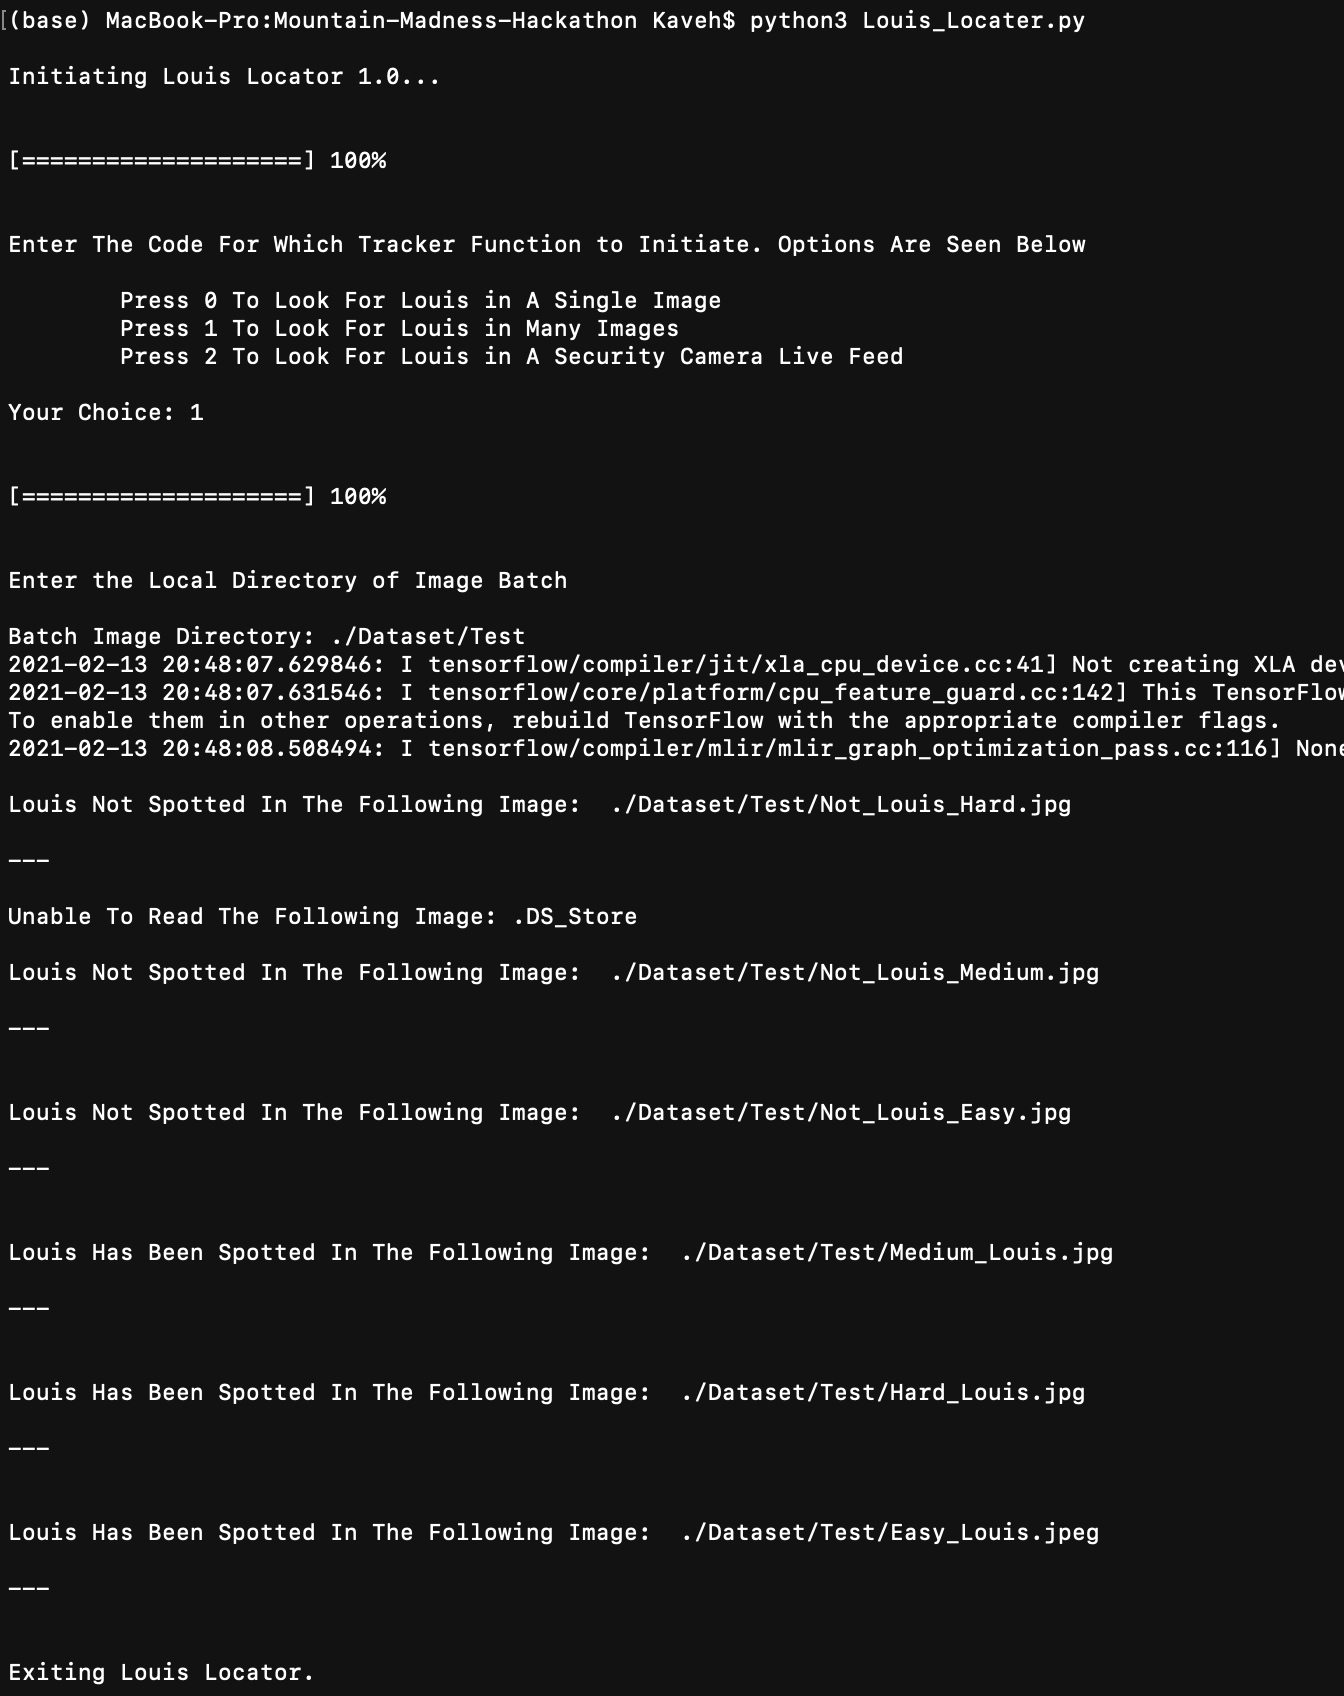 [(base) MacBook-Pro:Mountain-Madness-Hackathon Kaveh$ python3 Louis_Locater.py
Initiating Louis Locator 1.0...
[====================] 100%
Enter The Code For Which Tracker Function to Initiate. Options Are Seen Below
Press 0 To Look For Louis in A Single Image
Press 1 To Look For Louis in Many Images
Press 2 To Look For Louis in A Security Camera Live Feed
Your Choice: 1
[====================] 100%
Enter the Local Directory of Image Batch
Batch Image Directory: ./Dataset/Test
2021-02-13 20:48:07.629846: I tensorflow/compiler/jit/xla_cpu_device.cc:41] Not creating XLA dev
2021-02-13 20:48:07.631546: I tensorflow/core/platform/cpu_feature_guard.cc:142] This TensorFlow
To enable them in other operations, rebuild TensorFlow with the appropriate compiler flags.
2021-02-13 20:48:08.508494: I tensorflow/compiler/mlir/mlir_graph_optimization_pass.cc:116] None
Louis Not Spotted In The Following Image:  ./Dataset/Test/Not_Louis_Hard.jpg
---
Unable To Read The Following Image: .DS_Store
Louis Not Spotted In The Following Image:  ./Dataset/Test/Not_Louis_Medium.jpg
---
Louis Not Spotted In The Following Image:  ./Dataset/Test/Not_Louis_Easy.jpg
---
Louis Has Been Spotted In The Following Image:  ./Dataset/Test/Medium_Louis.jpg
---
Louis Has Been Spotted In The Following Image:  ./Dataset/Test/Hard_Louis.jpg
---
Louis Has Been Spotted In The Following Image:  ./Dataset/Test/Easy_Louis.jpeg
---
Exiting Louis Locator.